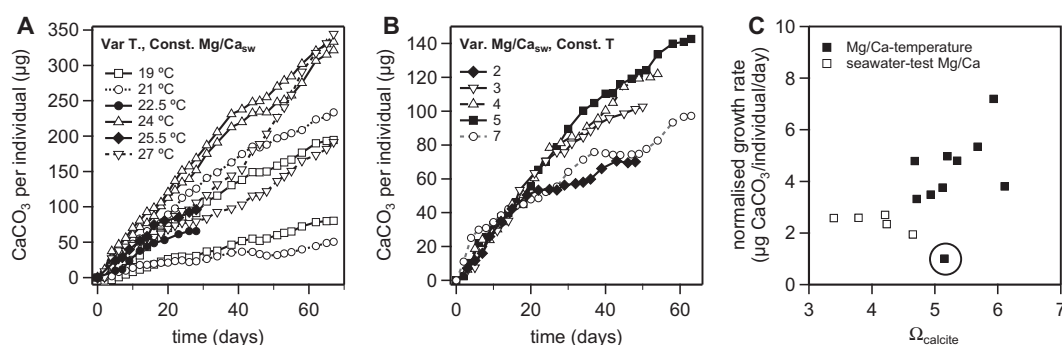 A
Var T., Const. Mg/Casw
19 ºC
21 ºC
22.5 ºC
24 ºC
25.5 ºC
27 ºC
CaCO3 per individual (µg)
350
300
250
200
150
100
50
0
0
20
40
60
time (days)
B
Var. Mg/Casw, Const. T
2
3
4
5
7
CaCO3 per individual (µg)
140
120
100
80
60
40
20
0
0
20
40
60
time (days)
C
Mg/Ca-temperature
seawater-test Mg/Ca
normalised growth rate
(µg CaCO3/individual/day)
10
8
6
4
2
0
3
4
5
6
7
Ωcalcite